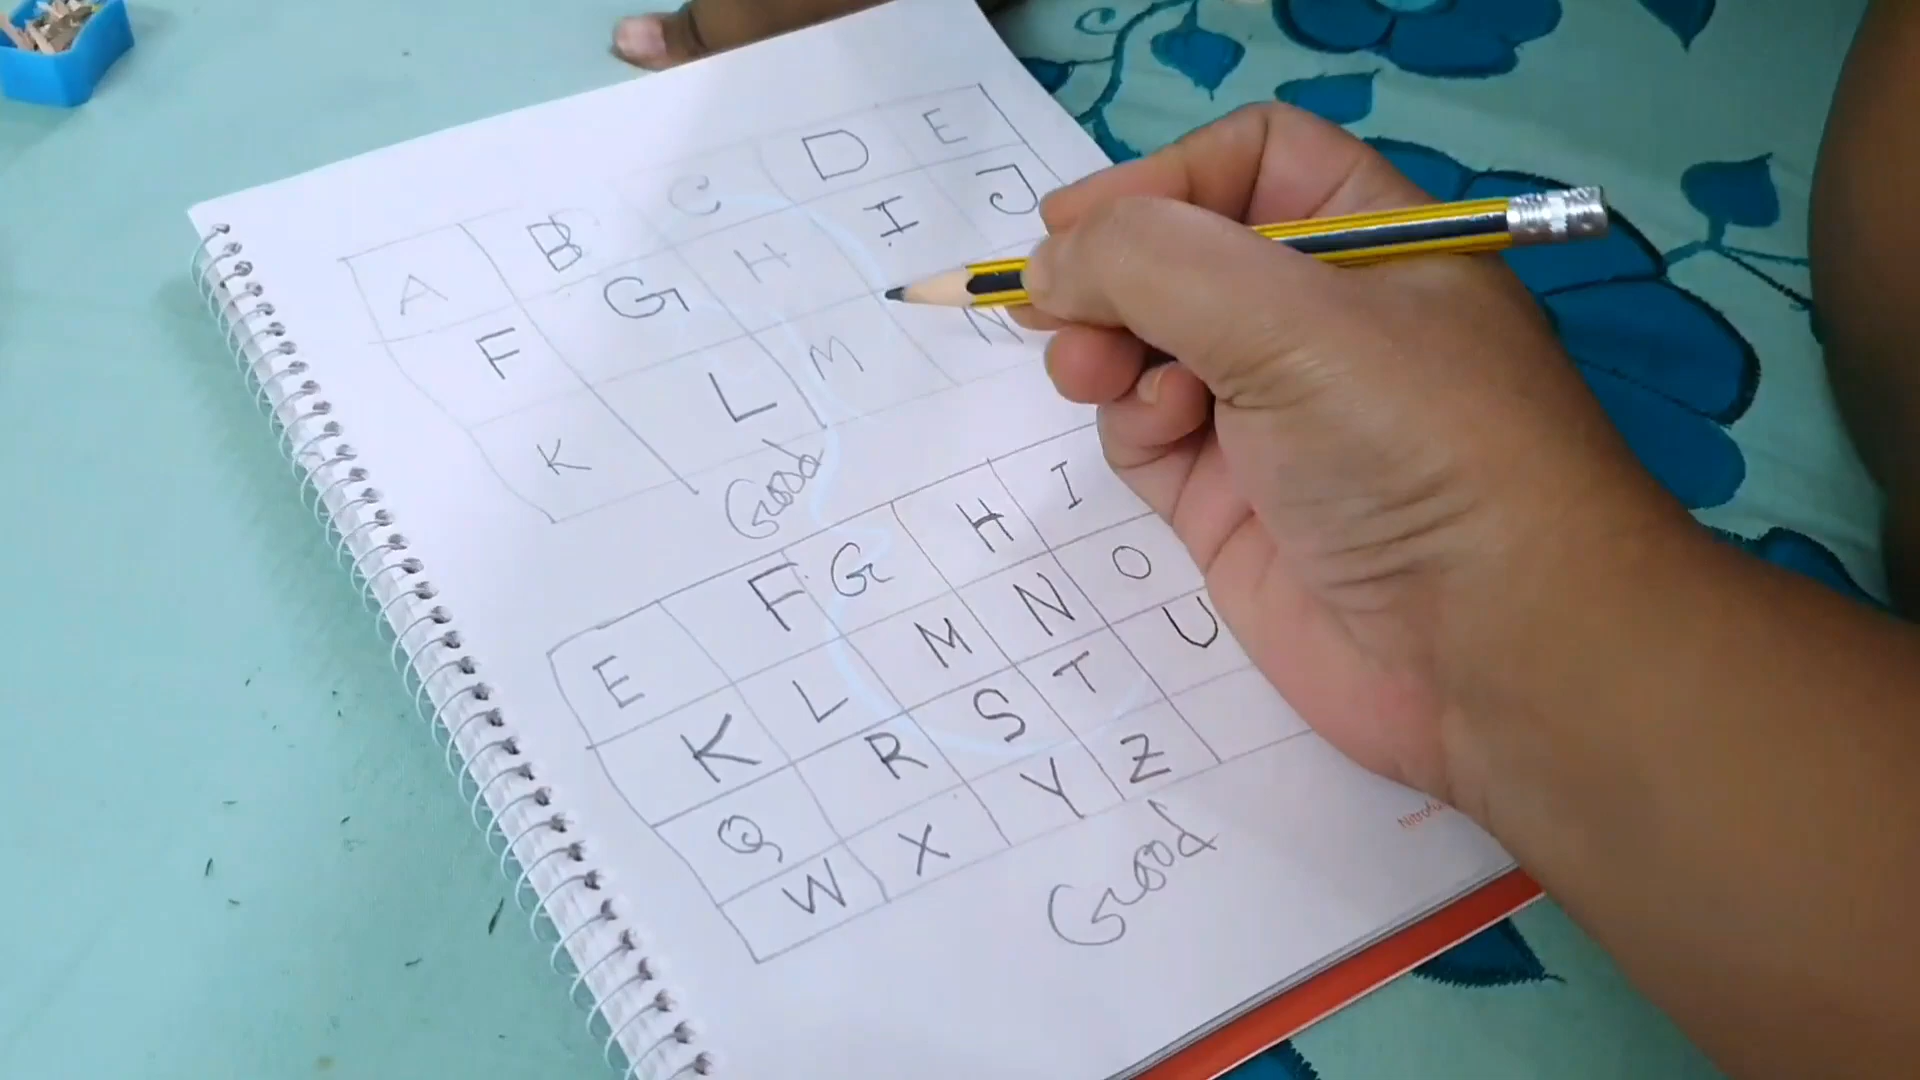 A B C D E
F G H I J
K L M N
Good
E F G H I
K L M N O
Q R S T U
W X Y Z
Good